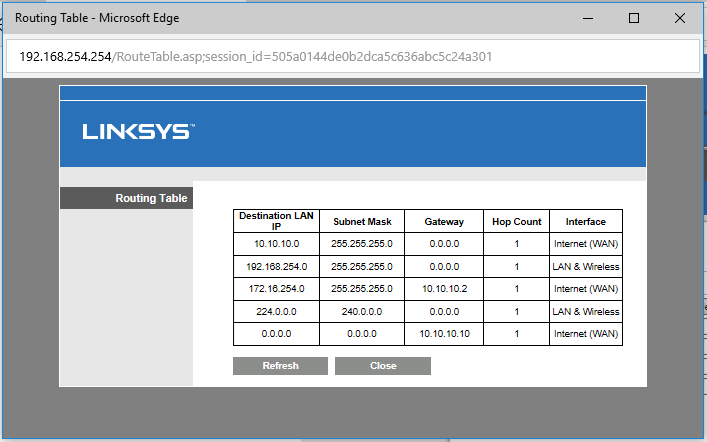 Routing Table - Microsoft Edge
192.168.254.254/RouteTable.asp;session_id=505a0144de0b2dca5c636abc5c24a301
LINKSYS™
Routing Table
Destination LAN IP Subnet Mask Gateway Hop Count Interface
10.10.10.0 255.255.255.0 0.0.0.0 1 Internet (WAN)
192.168.254.0 255.255.255.0 0.0.0.0 1 LAN & Wireless
172.16.254.0 255.255.255.0 10.10.10.2 1 Internet (WAN)
224.0.0.0 240.0.0.0 0.0.0.0 1 LAN & Wireless
0.0.0.0 0.0.0.0 10.10.10.10 1 Internet (WAN)
Refresh Close